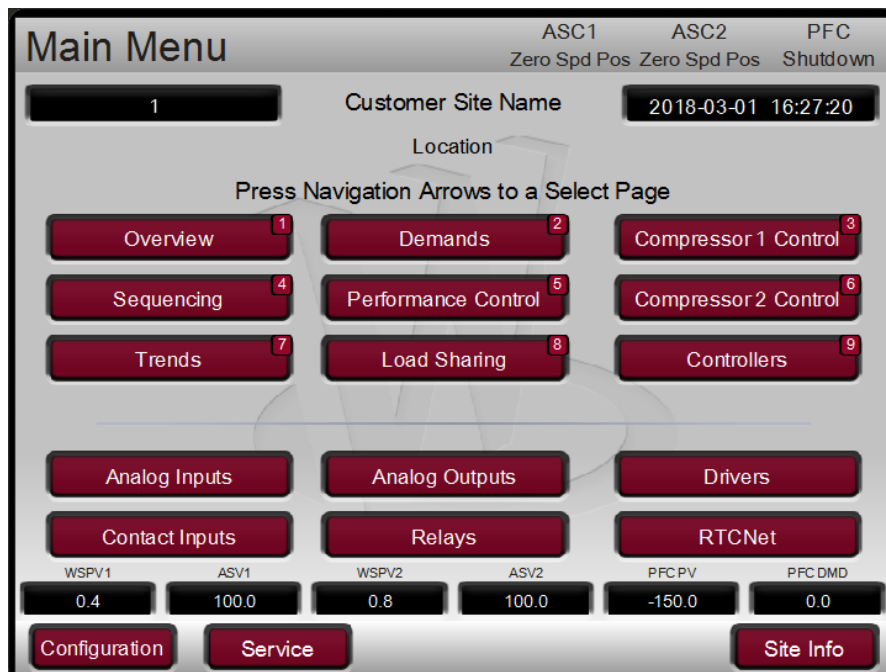 Main Menu
ASC1 ASC2 PFC
Zero Spd Pos Zero Spd Pos Shutdown
1 Customer Site Name 2018-03-01 16:27:20
Location
Press Navigation Arrows to a Select Page
Overview 1 Demands 2 Compressor 1 Control 3
Sequencing 4 Performance Control 5 Compressor 2 Control 6
Trends 7 Load Sharing 8 Controllers 9
Analog Inputs Analog Outputs Drivers
Contact Inputs Relays RTCNet
WSPV1 ASV1 WSPV2 ASV2 PFC PV PFC DMD
0.4 100.0 0.8 100.0 -150.0 0.0
Configuration Service Site Info